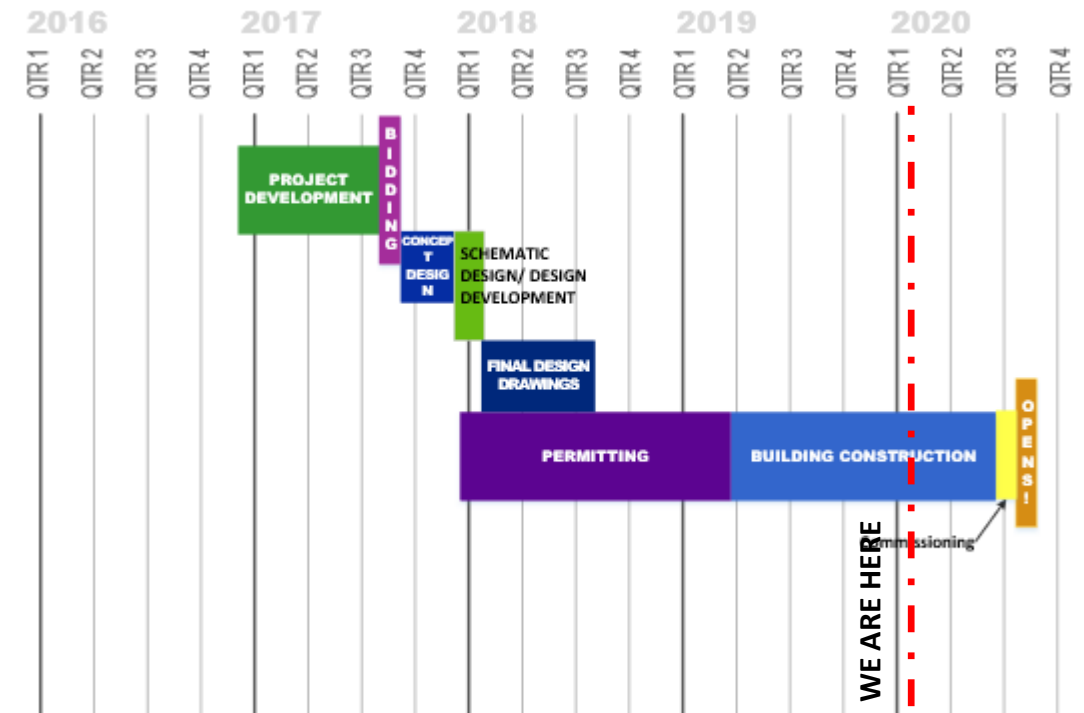 2016 2017 2018 2019 2020
QTR 1 QTR 2 QTR 3 QTR 4 QTR 1 QTR 2 QTR 3 QTR 4 QTR 1 QTR 2 QTR 3 QTR 4 QTR 1 QTR 2 QTR 3 QTR 4 QTR 1 QTR 2 QTR 3 QTR 4
BIDDING
PROJECT
DEVELOPMENT
CONCEP
T
DESIG
N
SCHEMATIC
DESIGN/ DESIGN
DEVELOPMENT
FINAL DESIGN
DRAWINGS
PERMITTING
BUILDING CONSTRUCTION
OPENS!
Commissioning
WE ARE HERE